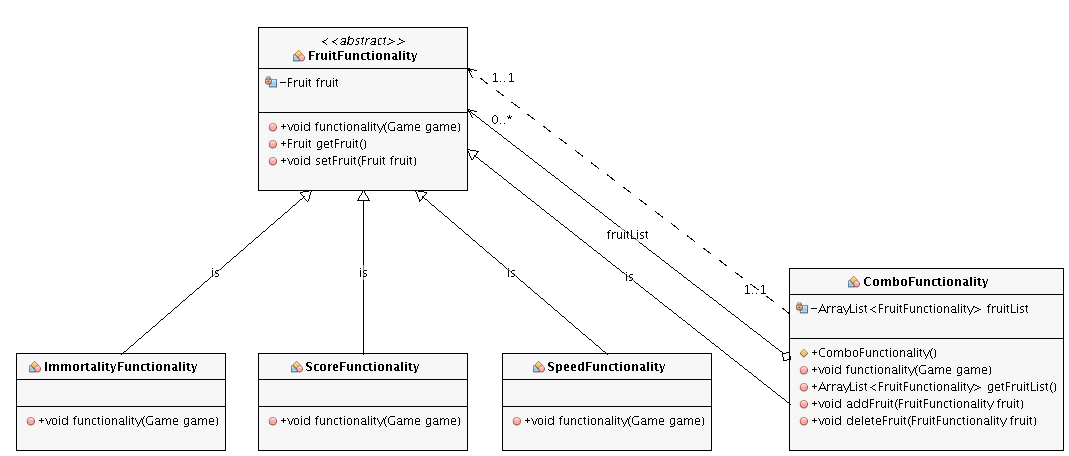 <<abstract>>
FruitFunctionality
-Fruit fruit
+void functionality(Game game)
+Fruit getFruit()
+void setFruit(Fruit fruit)
1..1
0..*
fruitList
is
is
is
is
1..1
ComboFunctionality
-ArrayList<FruitFunctionality> fruitList
+ComboFunctionality()
+void functionality(Game game)
+ArrayList<FruitFunctionality> getFruitList()
+void addFruit(FruitFunctionality fruit)
+void deleteFruit(FruitFunctionality fruit)
ImmortalityFunctionality
+void functionality(Game game)
ScoreFunctionality
+void functionality(Game game)
SpeedFunctionality
+void functionality(Game game)